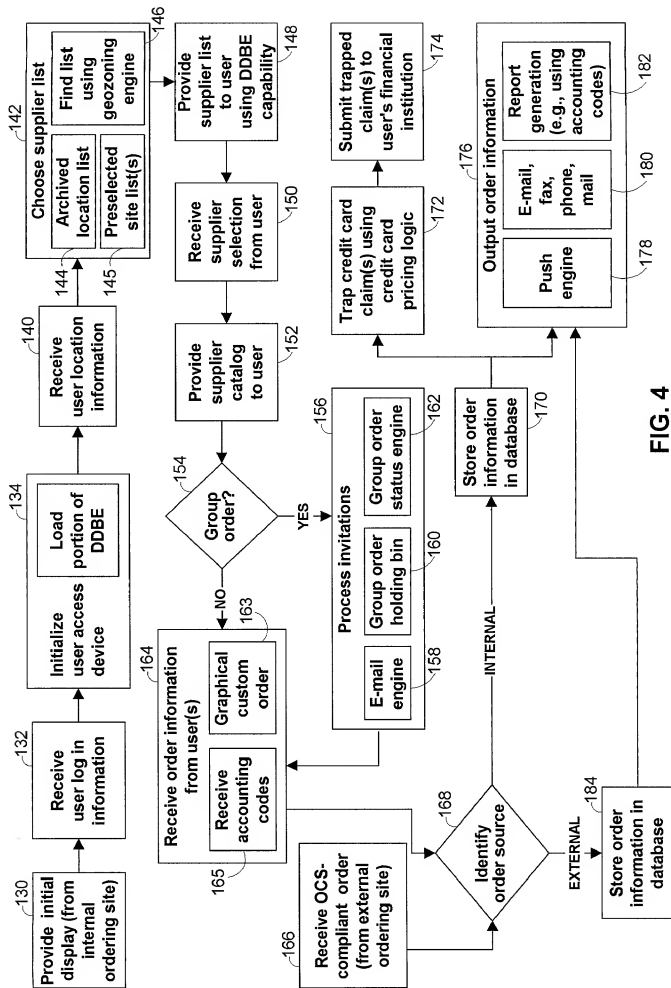 130
Provide initial
display (from
internal
ordering site)
132
Receive
user log in
information
134
Initialize
user access
device
Load
portion of
DDBE
140
Receive
user location
information
142
Choose supplier list
144
Archived
location list
145
Preselected
site list(s)
146
Find list
using
geozoning
engine
148
Provide
supplier list
to user
using DDBE
capability
150
Receive
supplier
selection
from user
152
Provide
supplier
catalog
to user
154
Group
order?
YES
NO
156
Process invitations
158
E-mail
engine
160
Group order
holding bin
162
Group order
status engine
164
Receive order information
from user(s)
163
Graphical
custom
order
165
Receive
accounting
codes
166
Receive OCS-
compliant order
(from external
ordering site)
168
Identify
order source
INTERNAL
EXTERNAL
170
Store order
information
in database
172
Trap credit card
claim(s) using
credit card
pricing logic
174
Submit trapped
claim(s) to
user's financial
institution
176
Output order information
178
Push
engine
180
E-mail,
fax,
phone,
mail
182
Report
generation
(e.g., using
accounting
codes)
184
Store order
information in
database
FIG. 4